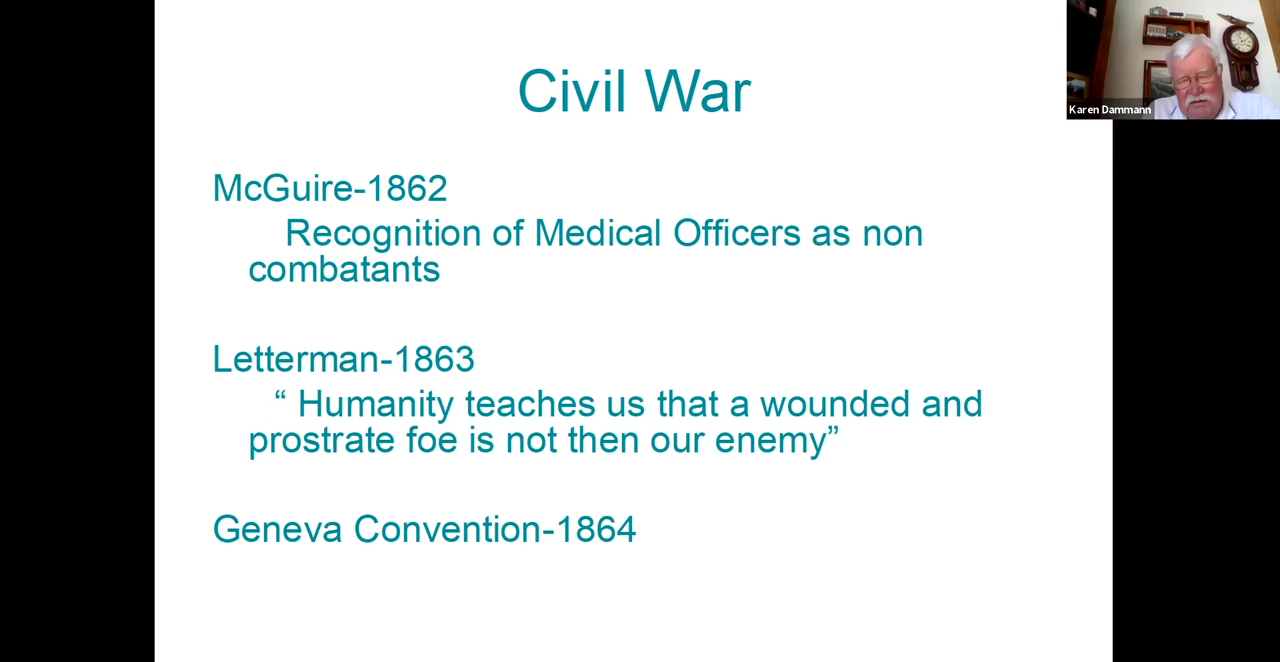 Civil War
Karen Dammann
McGuire-1862
Recognition of Medical Officers as non
combatants
Letterman-1863
“ Humanity teaches us that a wounded and
prostrate foe is not then our enemy”
Geneva Convention-1864